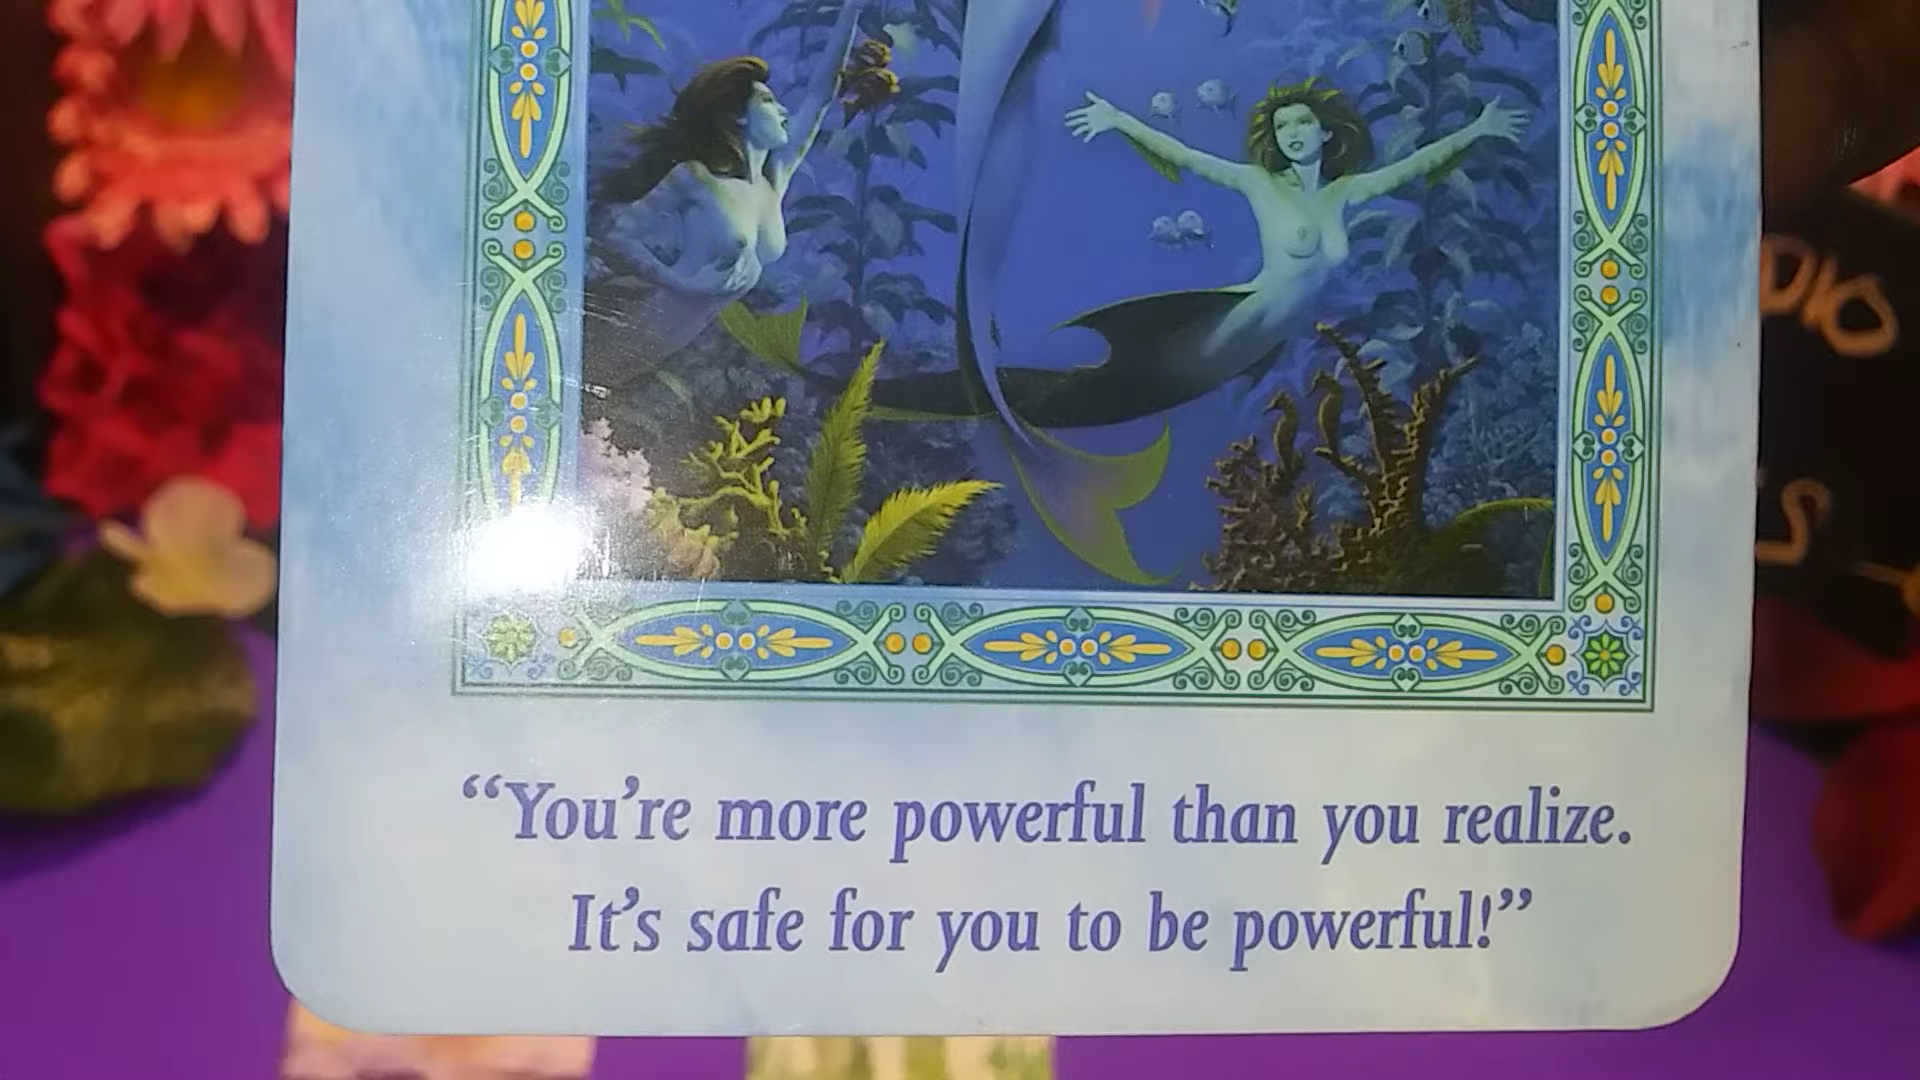 “You’re more powerful than you realize.
It’s safe for you to be powerful!”